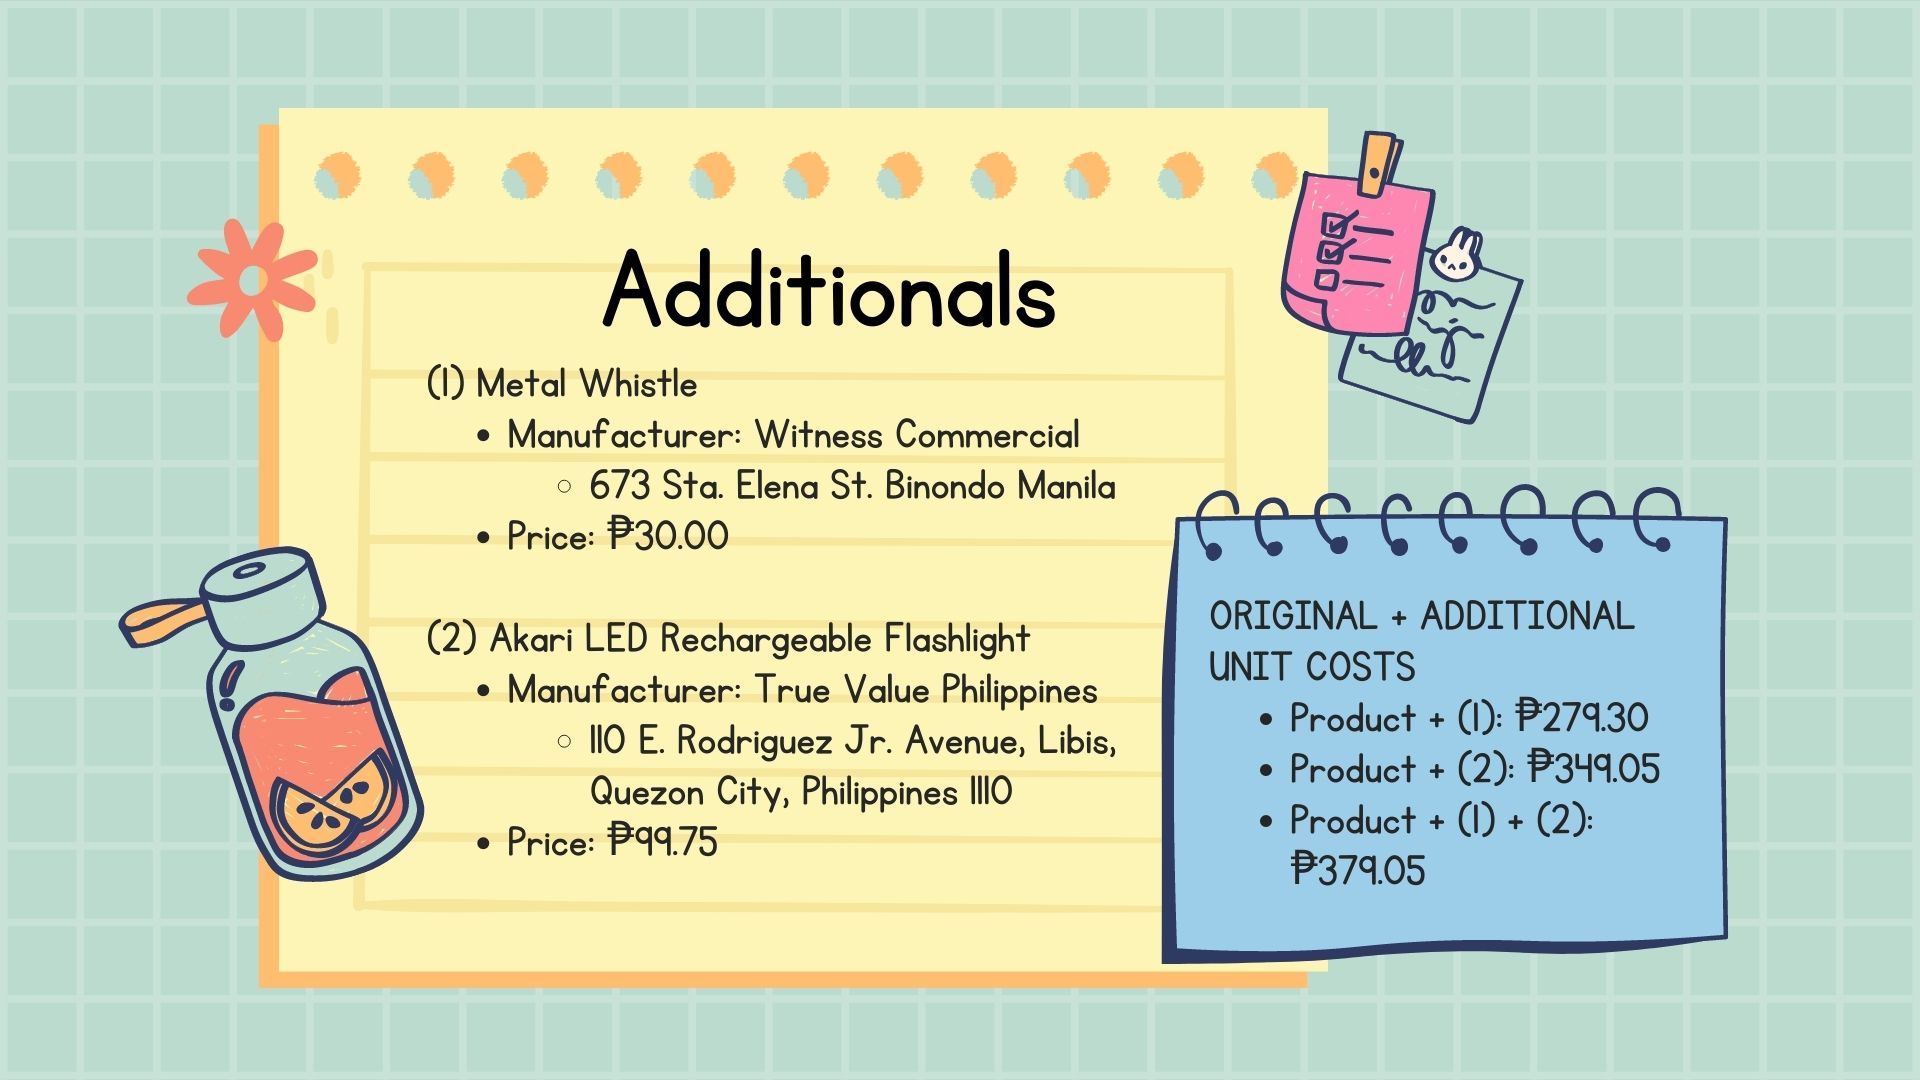 Additionals
(1) Metal Whistle
• Manufacturer: Witness Commercial
○ 673 Sta. Elena St. Binondo Manila
• Price: ₱30.00
(2) Akari LED Rechargeable Flashlight
• Manufacturer: True Value Philippines
○ 110 E. Rodriguez Jr. Avenue, Libis,
Quezon City, Philippines 1110
• Price: ₱99.75
ORIGINAL + ADDITIONAL
UNIT COSTS
• Product + (1): ₱279.30
• Product + (2): ₱349.05
• Product + (1) + (2):
₱379.05